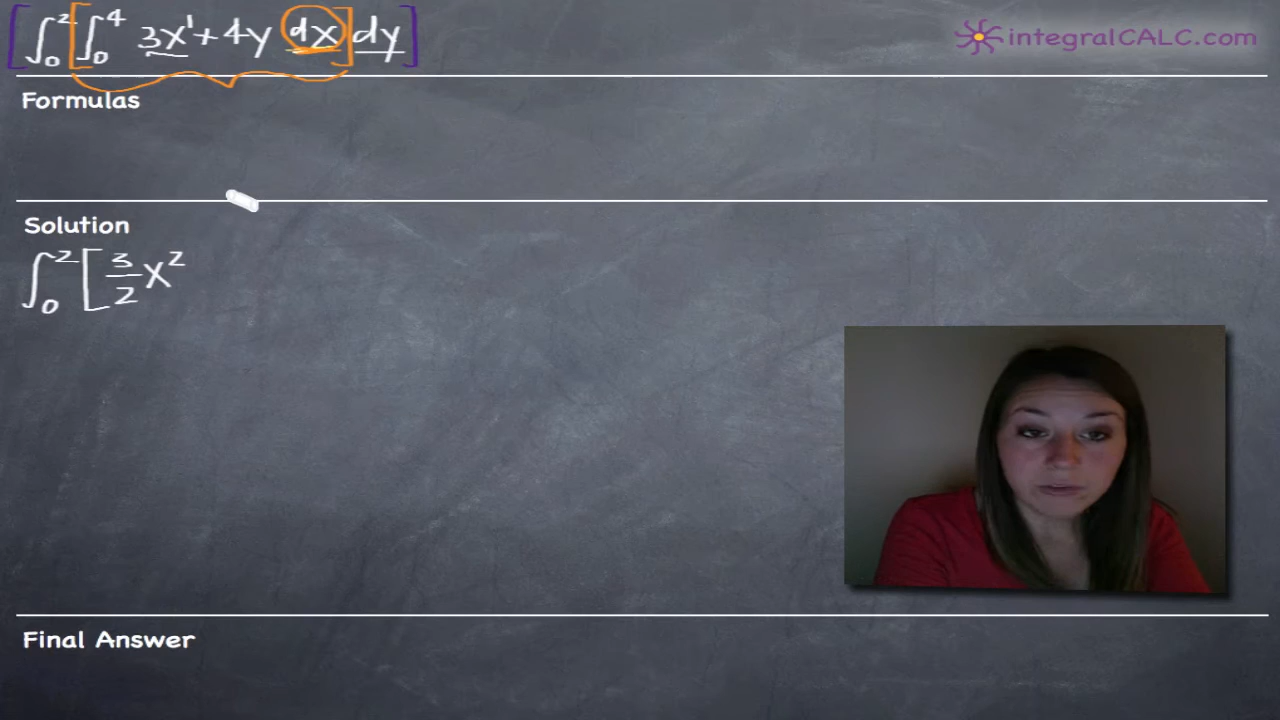 [∫₀² [∫₀⁴ 3x¹ + 4y dx] dy]
integralCALC.com
Formulas
Solution
∫₀² [ 3/2 x²
Final Answer